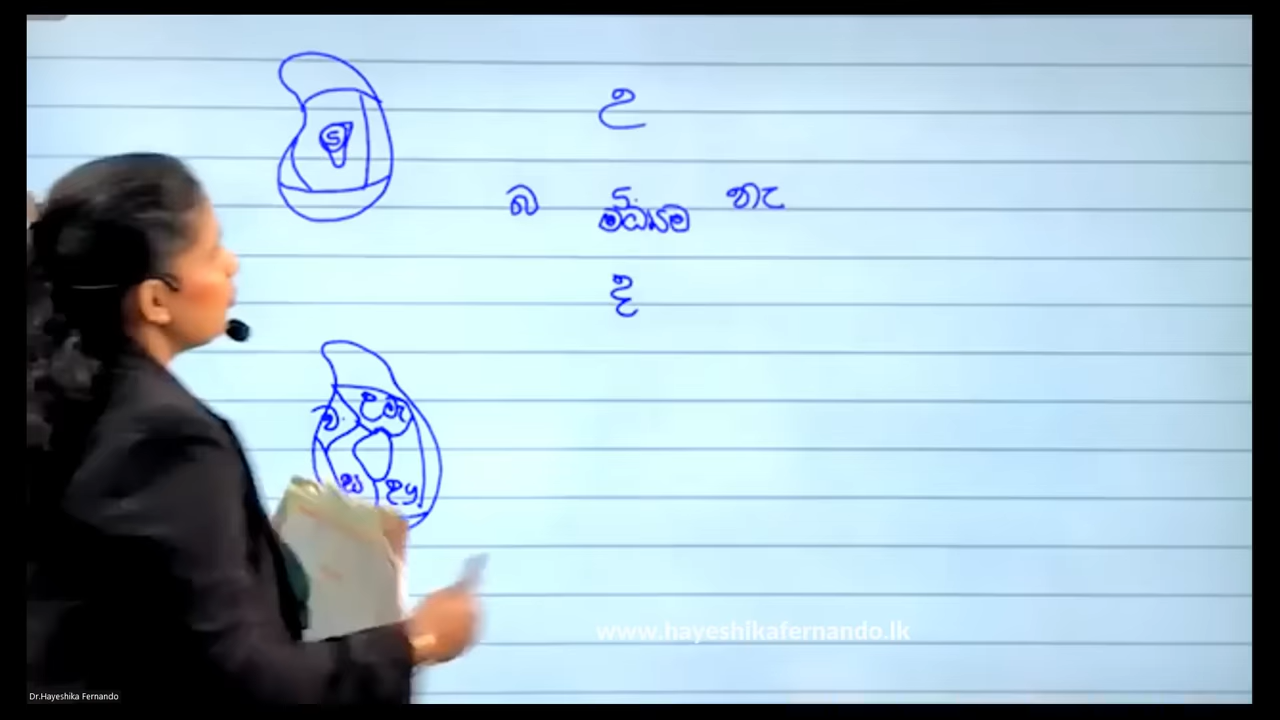 උ
බ මධ්‍යම නැ
ද
උ නැ
බ
ස ද
www.hayeshikafernando.lk
Dr.Hayeshika Fernando